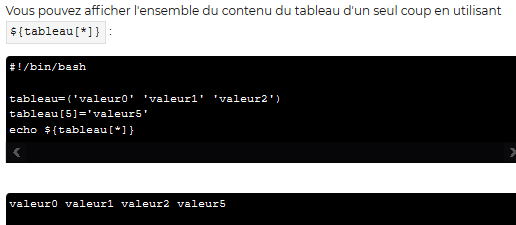 Vous pouvez afficher l'ensemble du contenu du tableau d'un seul coup en utilisant
${tableau[*]} :
#!/bin/bash
tableau=('valeur0' 'valeur1' 'valeur2')
tableau[5]='valeur5'
echo ${tableau[*]}
valeur0 valeur1 valeur2 valeur5